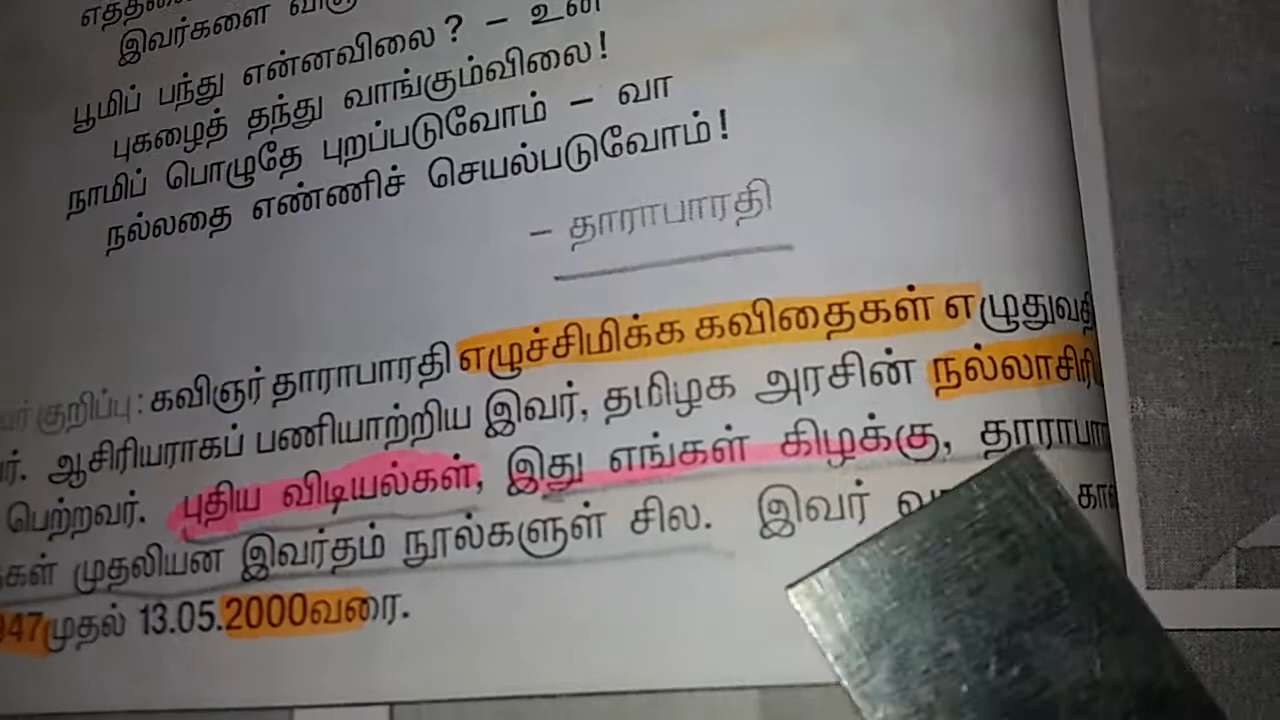 இவர்களை
பூமிப் பந்து என்னவிலை? – உன்
புகழைத் தந்து வாங்கும்விலை!
நாமிப் பொழுதே புறப்படுவோம் – வா
நல்லதை எண்ணிச் செயல்படுவோம்!
– தாராபாரதி
குறிப்பு : கவிஞர் தாராபாரதி எழுச்சிமிக்க கவிதைகள் எழுதுவதி
ஆசிரியராகப் பணியாற்றிய இவர், தமிழக அரசின் நல்லாசிரி
பெற்றவர். புதிய விடியல்கள், இது எங்கள் கிழக்கு, தாராபா
கள் முதலியன இவர்தம் நூல்களுள் சில. இவர்
947முதல் 13.05.2000வரை.